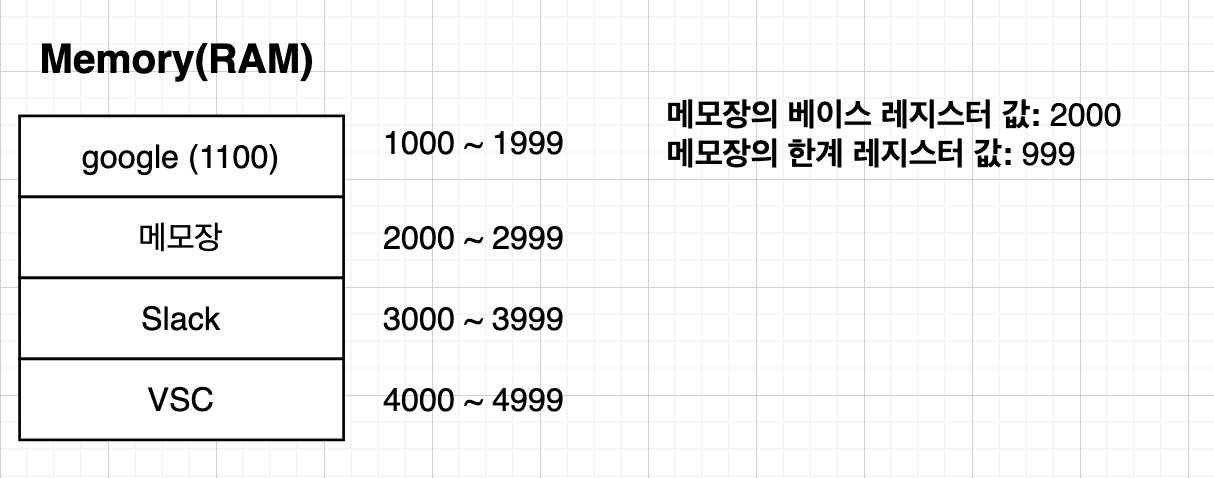 Memory(RAM)
google (1100)
1000 ~ 1999
메모장
2000 ~ 2999
Slack
3000 ~ 3999
VSC
4000 ~ 4999
메모장의 베이스 레지스터 값: 2000
메모장의 한계 레지스터 값: 999